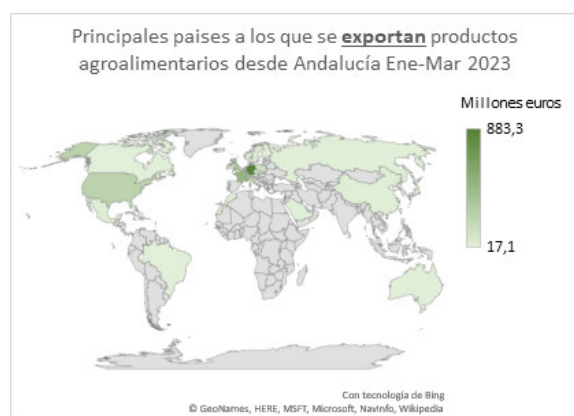 Principales paises a los que se exportan productos
agroalimentarios desde Andalucía Ene-Mar 2023
Millones euros
883,3
17,1
Con tecnología de Bing
© GeoNames, HERE, MSFT, Microsoft, NavInfo, Wikipedia